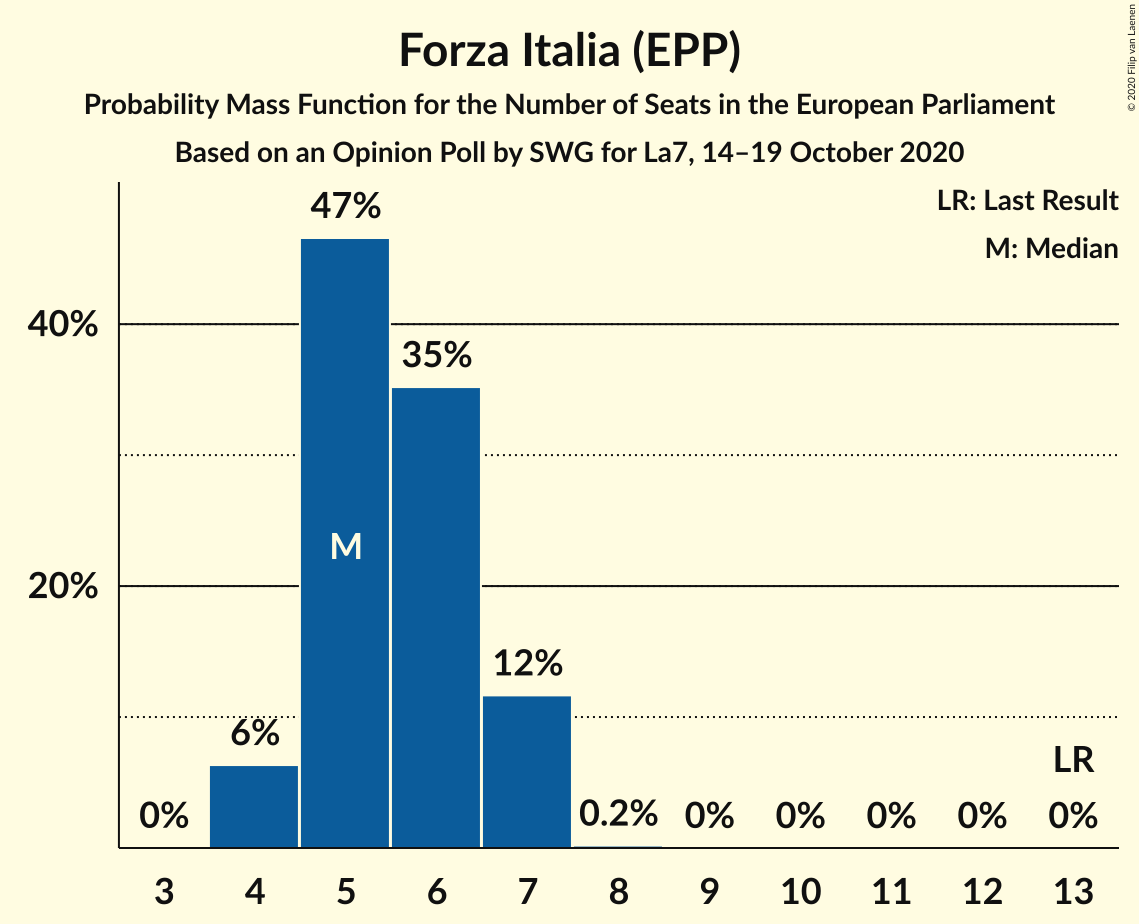 Forza Italia (EPP)
Probability Mass Function for the Number of Seats in the European Parliament
Based on an Opinion Poll by SWG for La7, 14–19 October 2020
© 2020 Filip van Laenen
LR: Last Result
M: Median
47%
40%
35%
M
20%
12%
6%
LR
0%
0.2%
0%
0%
0%
0%
0%
3 4 5 6 7 8 9 10 11 12 13